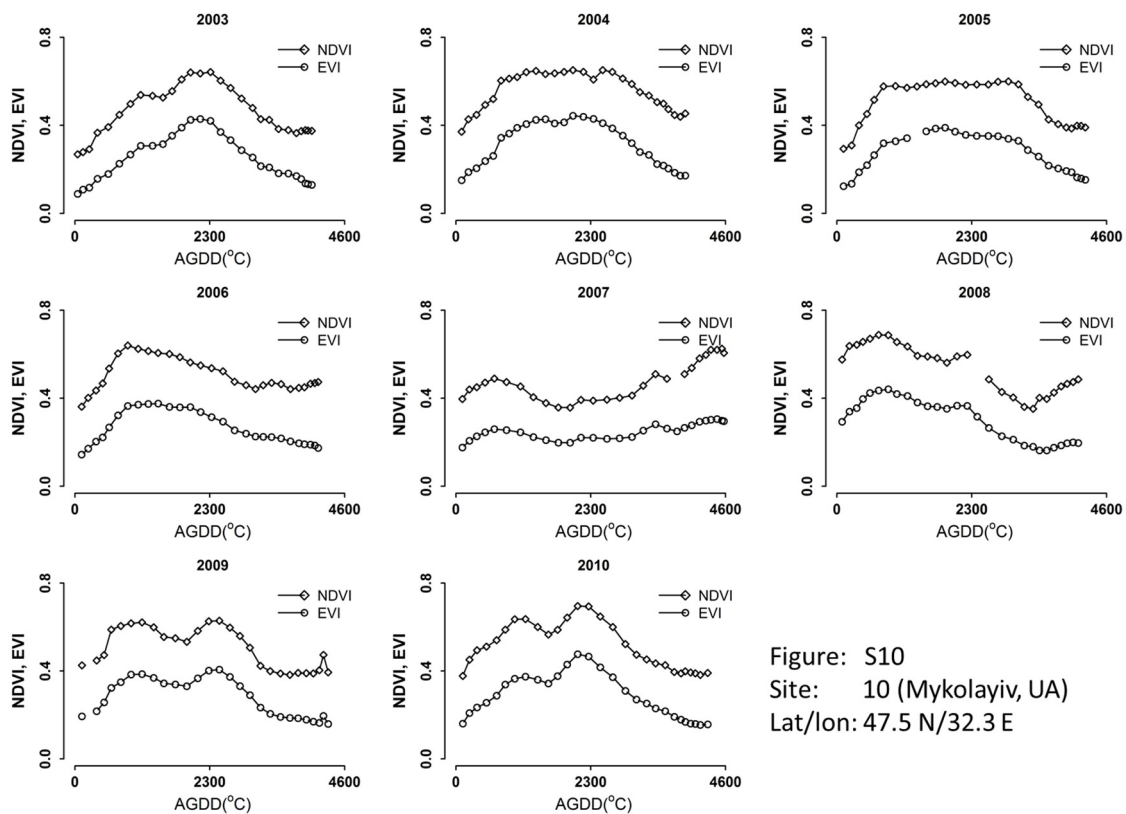 2003
0.8
0.4
0.0
NDVI, EVI
NDVI
EVI
0 2300 4600
AGDD(°C)
2004
0.8
0.4
0.0
NDVI, EVI
NDVI
EVI
0 2300 4600
AGDD(°C)
2005
0.8
0.4
0.0
NDVI, EVI
NDVI
EVI
0 2300 4600
AGDD(°C)
2006
0.8
0.4
0.0
NDVI, EVI
NDVI
EVI
0 2300 4600
AGDD(°C)
2007
0.8
0.4
0.0
NDVI, EVI
NDVI
EVI
0 2300 4600
AGDD(°C)
2008
0.8
0.4
0.0
NDVI, EVI
NDVI
EVI
0 2300 4600
AGDD(°C)
2009
0.8
0.4
0.0
NDVI, EVI
NDVI
EVI
0 2300 4600
AGDD(°C)
2010
0.8
0.4
0.0
NDVI, EVI
NDVI
EVI
0 2300 4600
AGDD(°C)
Figure: S10
Site: 10 (Mykolayiv, UA)
Lat/lon: 47.5 N/32.3 E